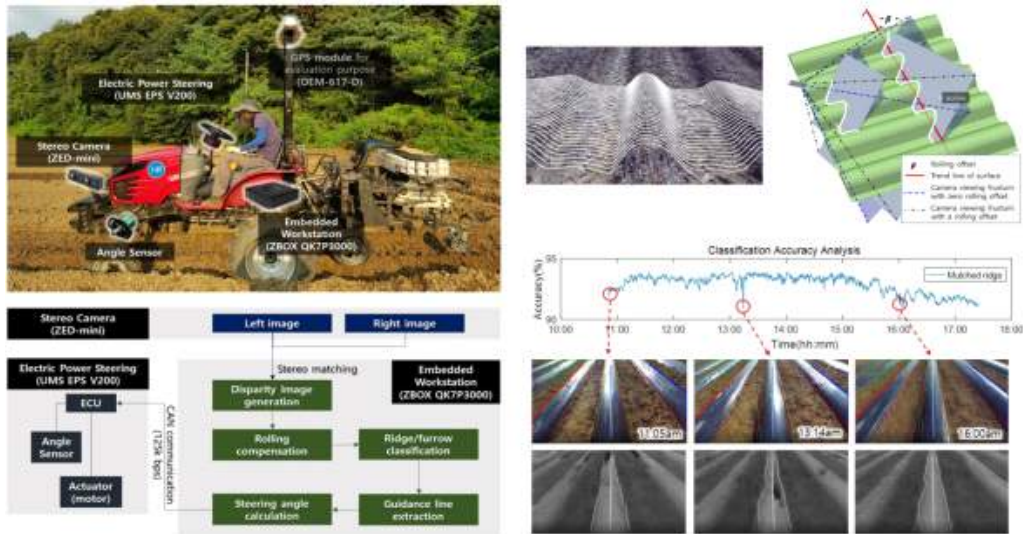 GPS module for
evaluation purpose
(OEM-617-D)
Electric Power Steering
(UMS EPS V200)
Stereo Camera
(ZED-mini)
Angle Sensor
Embedded
Workstation
(ZBOX QK7P3000)
Stereo Camera
(ZED-mini)
Left image
Right image
Electric Power Steering
(UMS EPS V200)
ECU
Angle
Sensor
Actuator
(motor)
CAN communication
(125k bps)
Stereo matching
Embedded
Workstation
(ZBOX QK7P3000)
Disparity image
generation
Rolling
compensation
Ridge/furrow
classification
Steering angle
calculation
Guidance line
extraction
Rolling offset
Trend line of surface
Camera viewing frustum
with zero rolling offset
Camera viewing frustum
with a rolling offset
Classification Accuracy Analysis
Accuracy(%)
95
90
Mulched ridge
10:00 11:00 12:00 13:00 14:00 15:00 16:00 17:00 18:00
Time(hh:mm)
11:05am
13:14am
16:00am